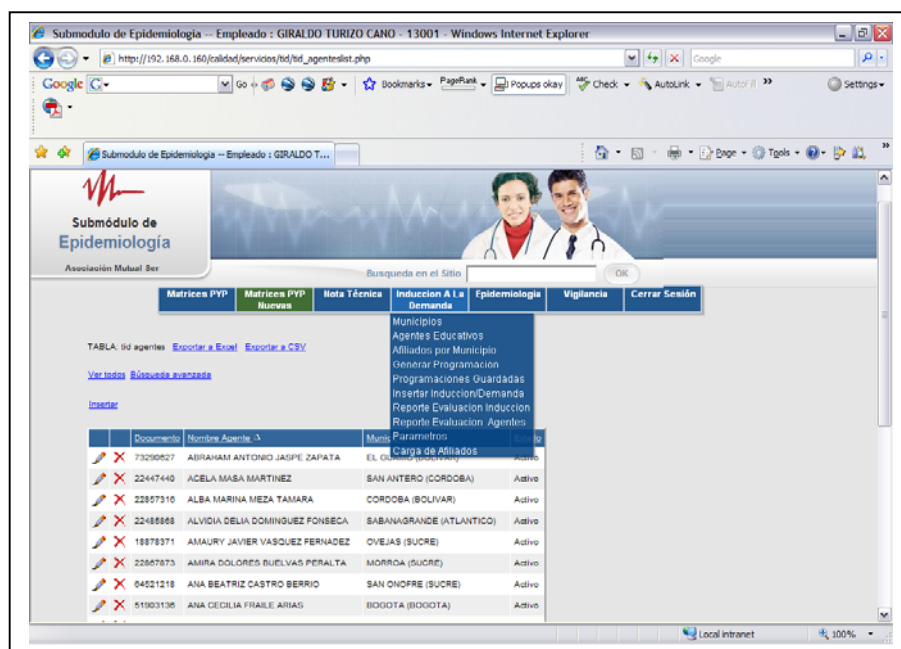 Submodulo de Epidemiologia -- Empleado : GIRALDO TURIZO CANO - 13001 - Windows Internet Explorer
http://192.168.0.160/calidad/servicios/tid/tid_agenteslist.php
Google
Google Go Bookmarks PageRank Popups okay Check AutoLink AutoFill Settings
Submodulo de Epidemiologia -- Empleado : GIRALDO T...
Page Tools
Submódulo de
Epidemiología
Asociación Mutual Ser
Busqueda en el Sitio OK
Matrices PYP Matrices PYP Nuevas Nota Técnica Induccion A La Demanda Epidemiologia Vigilancia Cerrar Sesión
Municipios
Agentes Educativos
Afiliados por Municipio
Generar Programacion
Programaciones Guardadas
Insertar Induccion/Demanda
Reporte Evaluacion Induccion
Reporte Evaluacion Agentes
Parametros
Carga de Afiliados
TABLA: tid agentes Exportar a Excel Exportar a CSV
Ver todos Búsqueda avanzada
Insertar
Documento Nombre Agente
ABRAHAM ANTONIO JASPE ZAPATA
22447440 ACELA MASA MARTINEZ SAN ANTERO (CORDOBA) Activo
22857316 ALBA MARINA MEZA TAMARA CORDOBA (BOLIVAR) Activo
22485868 ALVIDIA DELIA DOMINGUEZ FONSECA SABANAGRANDE (ATLANTICO) Activo
18878371 AMAURY JAVIER VASQUEZ FERNADEZ OVEJAS (SUCRE) Activo
22867873 AMIRA DOLORES BUELVAS PERALTA MORROA (SUCRE) Activo
64521218 ANA BEATRIZ CASTRO BERRIO SAN ONOFRE (SUCRE) Activo
51903136 ANA CECILIA FRAILE ARIAS BOGOTA (BOGOTA) Activo
Local intranet 100%